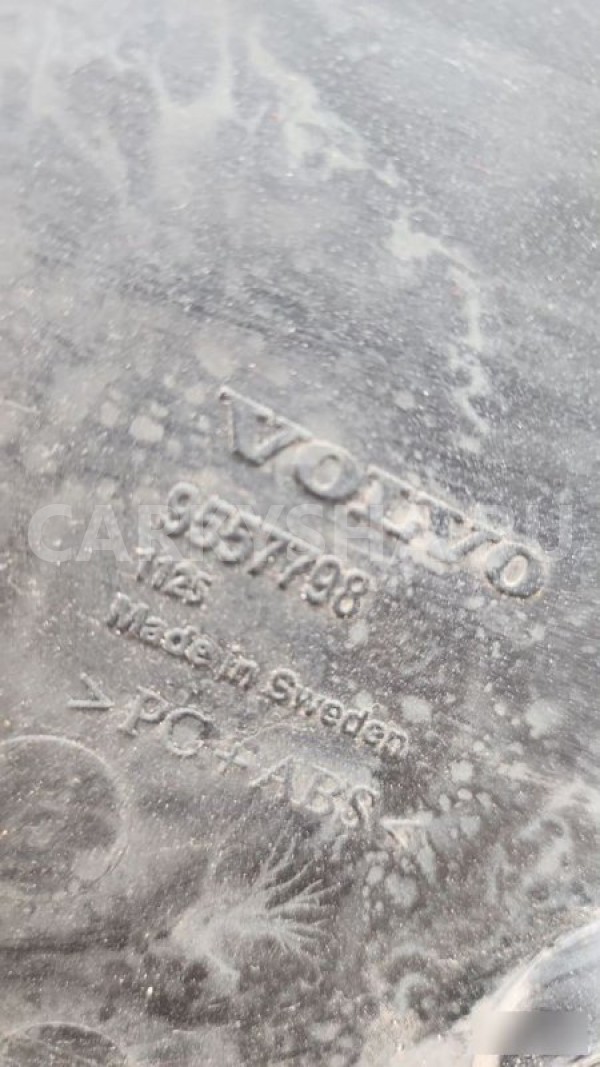 VOLVO
9557798
1125
Made in Sweden
>PC+ABS<